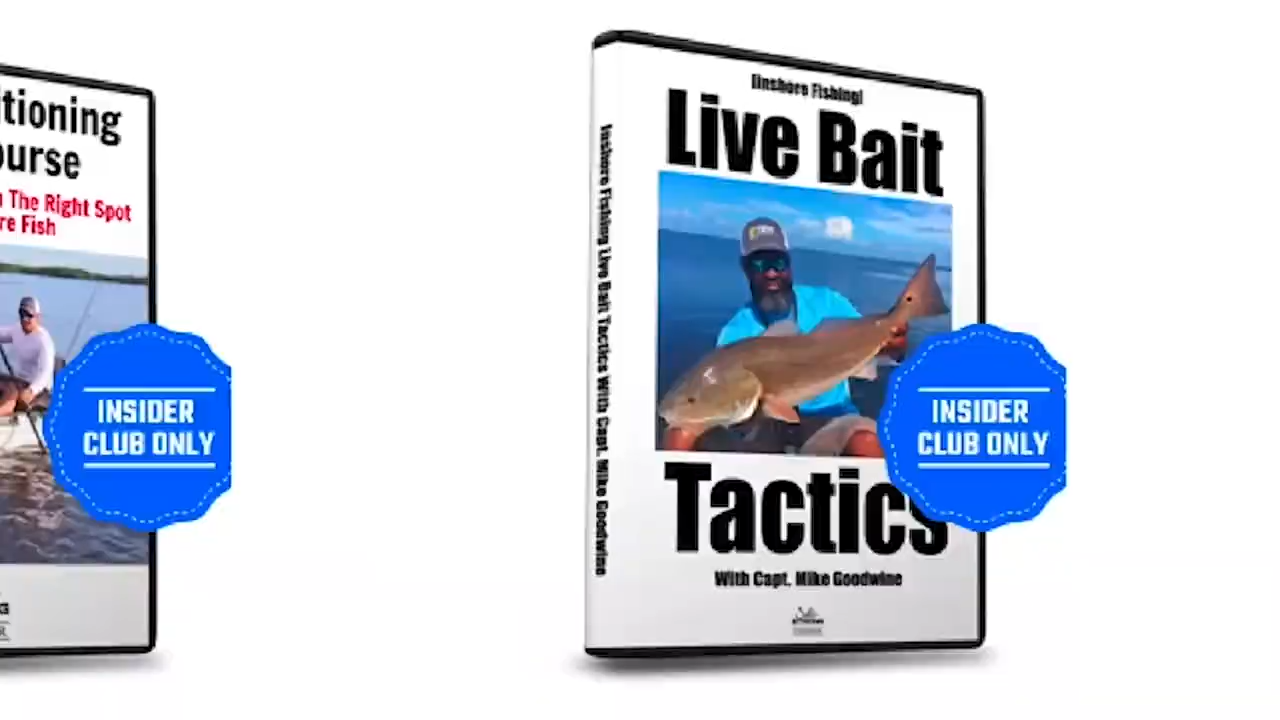 tioning
ourse
The Right Spot
re Fish
INSIDER
CLUB ONLY
Inshore Fishing Live Bait Tactics With Capt. Mike Goodwine
Inshore Fishing!
Live Bait
Tactics
With Capt. Mike Goodwine
INSIDER
CLUB ONLY